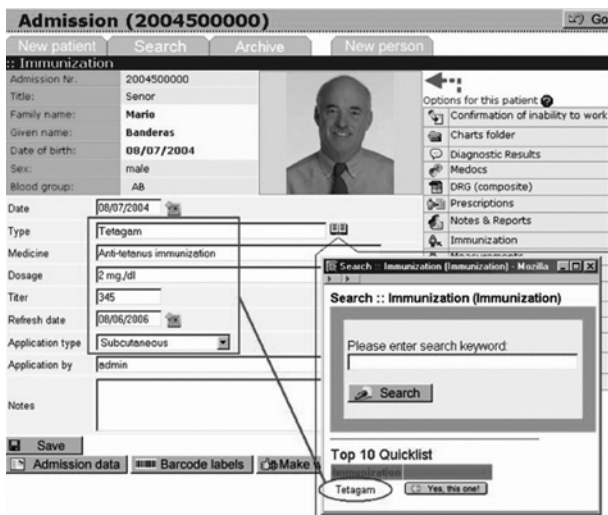 Admission (2004500000)
Go
New patient Search Archive New person
:: Immunization
Admission Nr. 2004500000
Title: Senor
Family name: Mario
Given name: Banderas
Date of birth: 08/07/2004
Sex: male
Blood group: AB
Options for this patient
Confirmation of inability to work
Charts folder
Diagnostic Results
Medocs
DRG (composite)
Prescriptions
Notes & Reports
Immunization
Measurements
Date 08/07/2004
Type Tetagam
Medicine Anti-tetanus immunization
Dosage 2 mg./dl
Titer 345
Refresh date 08/06/2006
Application type Subcutaneous
Application by admin
Notes
Save
Admission data Barcode labels Make
Search :: Immunization (Immunization) - Mozilla
Search :: Immunization (Immunization)
Please enter search keyword:
Search
Top 10 Quicklist
Immunization
Tetagam Yes, this one!